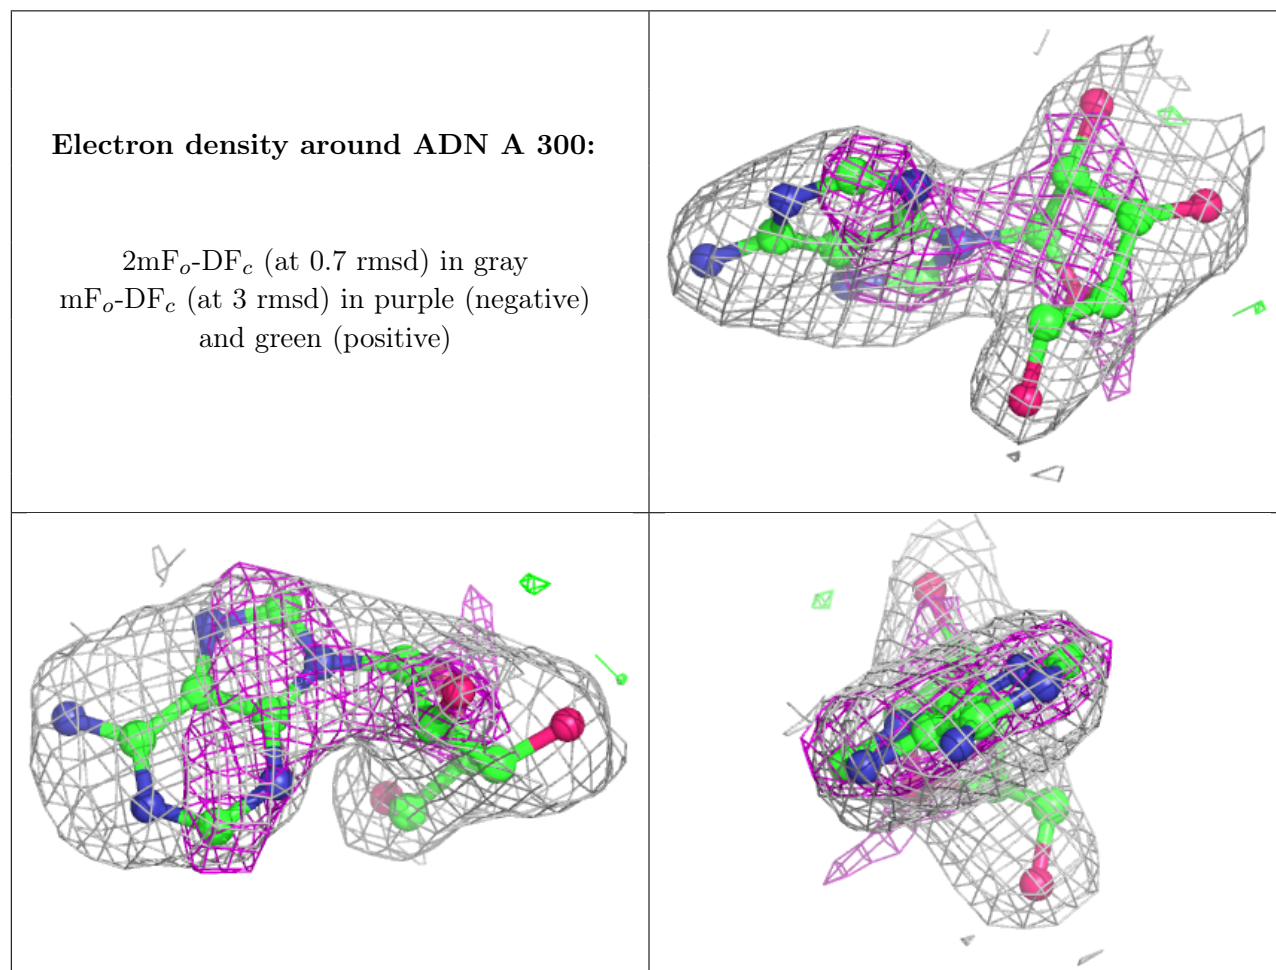 Electron density around ADN A 300:
2mFo-DFc (at 0.7 rmsd) in gray
mFo-DFc (at 3 rmsd) in purple (negative)
and green (positive)